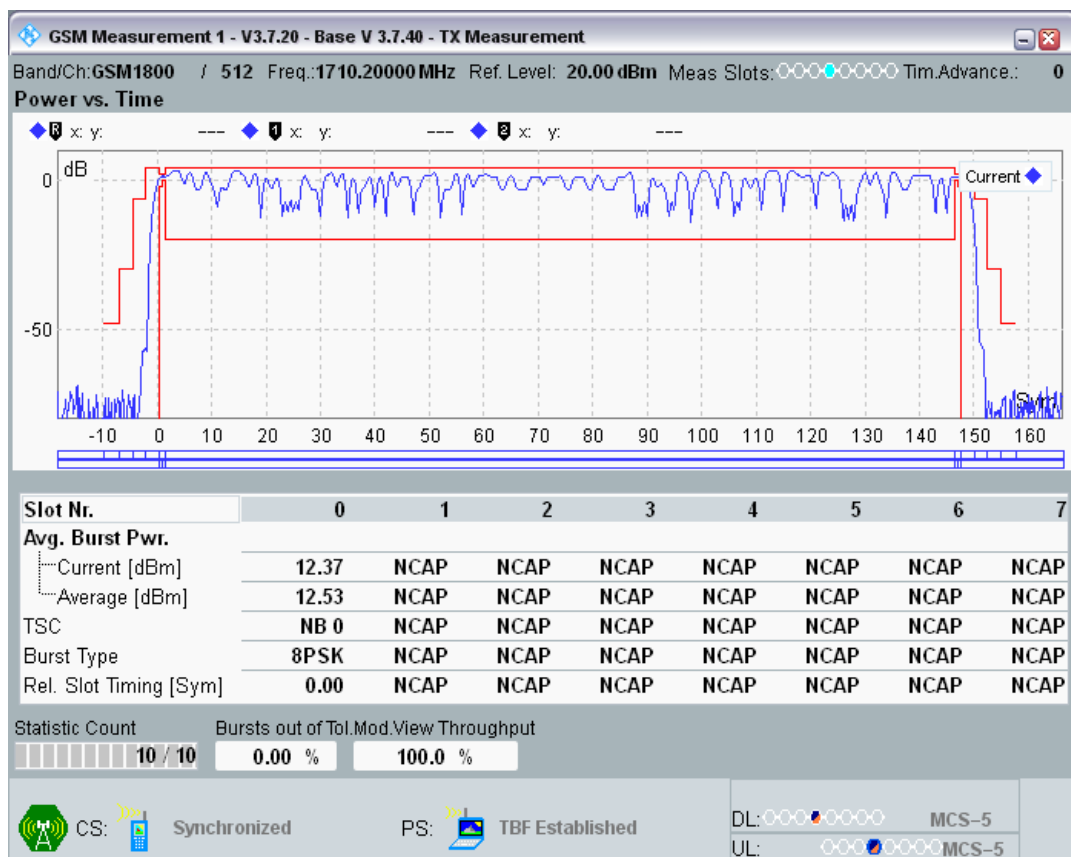 GSM Measurement 1 - V3.7.20 - Base V 3.7.40 - TX Measurement
Band/Ch:GSM1800 / 512 Freq.:1710.20000 MHz Ref. Level: 20.00 dBm Meas Slots: Tim.Advance.: 0
Power vs. Time
R x: y: --- 1 x: y: --- 2 x: y: ---
dB
Current
0
-50
Sym
-10 0 10 20 30 40 50 60 70 80 90 100 110 120 130 140 150 160
Slot Nr. 0 1 2 3 4 5 6 7
Avg. Burst Pwr.
Current [dBm] 12.37 NCAP NCAP NCAP NCAP NCAP NCAP NCAP
Average [dBm] 12.53 NCAP NCAP NCAP NCAP NCAP NCAP NCAP
TSC NB 0 NCAP NCAP NCAP NCAP NCAP NCAP NCAP
Burst Type 8PSK NCAP NCAP NCAP NCAP NCAP NCAP NCAP
Rel. Slot Timing [Sym] 0.00 NCAP NCAP NCAP NCAP NCAP NCAP NCAP
Statistic Count Bursts out of Tol. Mod.View Throughput
10 / 10 0.00 % 100.0 %
CS: Synchronized PS: TBF Established
DL: MCS-5
UL: MCS-5